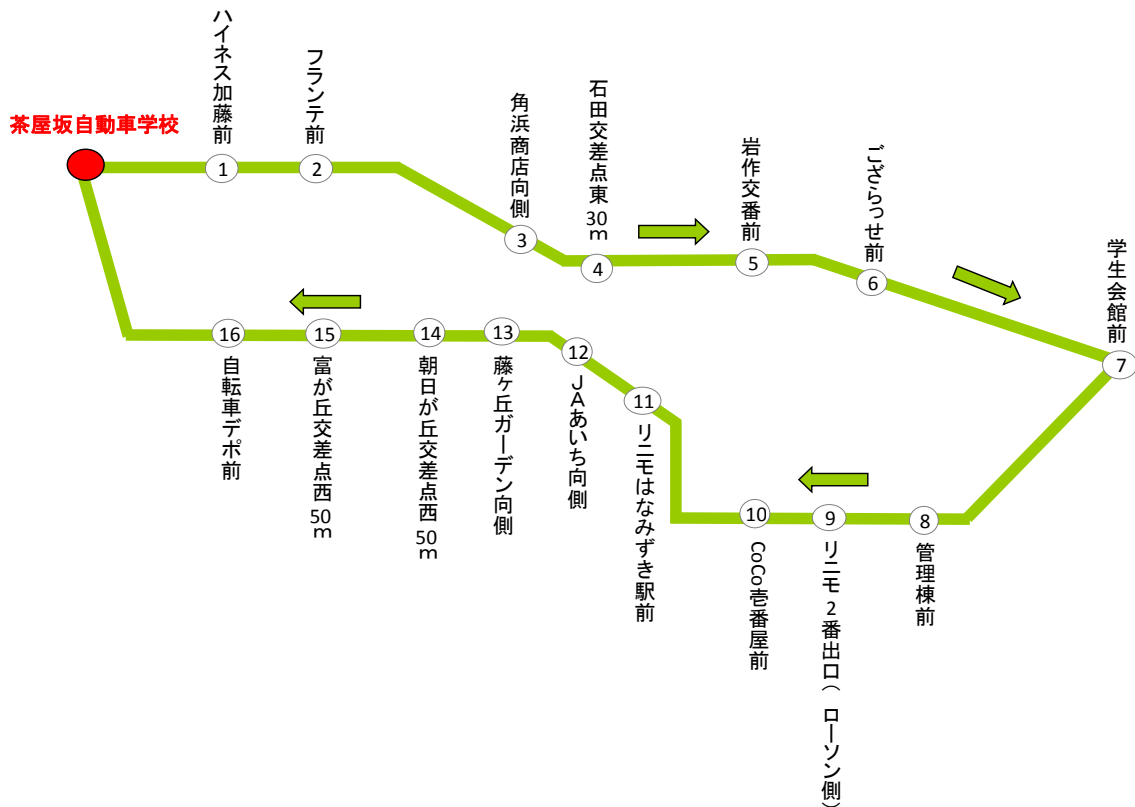 茶屋坂自動車学校
1
ハイネス加藤前
2
フランテ前
3
角浜商店向側
4
石田交差点東30m
5
岩作交番前
6
ござらっせ前
7
学生会館前
8
管理棟前
9
リニモ2番出口(ローソン側)
10
CoCo壱番屋前
11
リニモはなみずき駅前
12
JAあいち向側
13
藤ヶ丘ガーデン向側
14
朝日が丘交差点西50m
15
富が丘交差点西50m
16
自転車デポ前